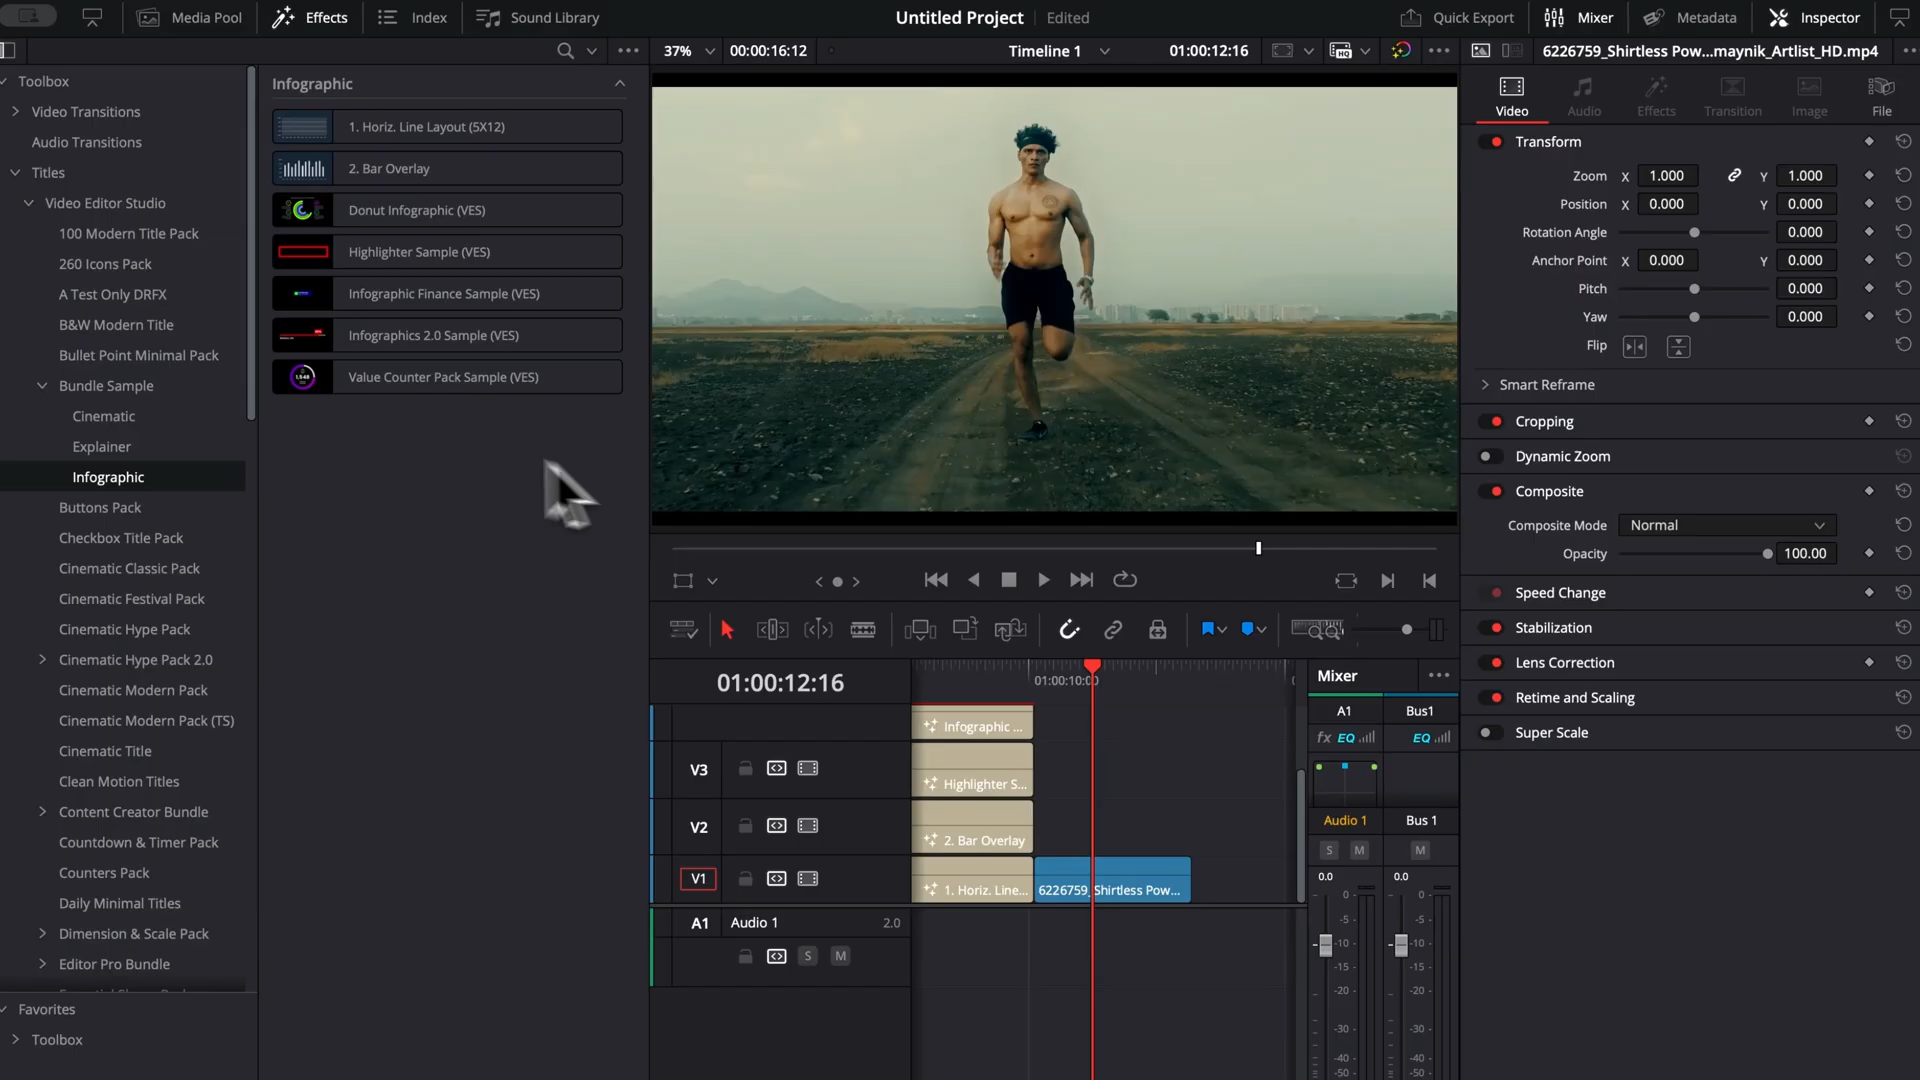 Media Pool
Effects
Index
Sound Library
Untitled Project
Edited
Quick Export
Mixer
Metadata
Inspector
37%
00:00:16:12
Timeline 1
01:00:12:16
6226759_Shirtless Pow...maynik_Artlist_HD.mp4
Toolbox
Video Transitions
Audio Transitions
Titles
Video Editor Studio
100 Modern Title Pack
260 Icons Pack
A Test Only DRFX
B&W Modern Title
Bullet Point Minimal Pack
Bundle Sample
Cinematic
Explainer
Infographic
Buttons Pack
Checkbox Title Pack
Cinematic Classic Pack
Cinematic Festival Pack
Cinematic Hype Pack
Cinematic Hype Pack 2.0
Cinematic Modern Pack
Cinematic Modern Pack (TS)
Cinematic Title
Clean Motion Titles
Content Creator Bundle
Countdown & Timer Pack
Counters Pack
Daily Minimal Titles
Dimension & Scale Pack
Editor Pro Bundle
Favorites
Toolbox
Infographic
1. Horiz. Line Layout (5X12)
2. Bar Overlay
Donut Infographic (VES)
Highlighter Sample (VES)
Infographic Finance Sample (VES)
Infographics 2.0 Sample (VES)
Value Counter Pack Sample (VES)
Video
Audio
Effects
Transition
Image
File
Transform
Zoom X 1.000 Y 1.000
Position X 0.000 Y 0.000
Rotation Angle 0.000
Anchor Point X 0.000 Y 0.000
Pitch 0.000
Yaw 0.000
Flip
Smart Reframe
Cropping
Dynamic Zoom
Composite
Composite Mode Normal
Opacity 100.00
Speed Change
Stabilization
Lens Correction
Retime and Scaling
Super Scale
01:00:12:16
01:00:10:00
Infographic ...
V3
Highlighter S...
V2
2. Bar Overlay
V1
1. Horiz. Line...
6226759_Shirtless Pow...
A1 Audio 1 2.0
S M
Mixer
A1 Bus1
fx EQ EQ
Audio 1 Bus 1
S M M
0.0 0.0
0 0
-5 -5
-10 -10
-15 -15
-20 -20
-30 -30
-40 -40
-50 -50